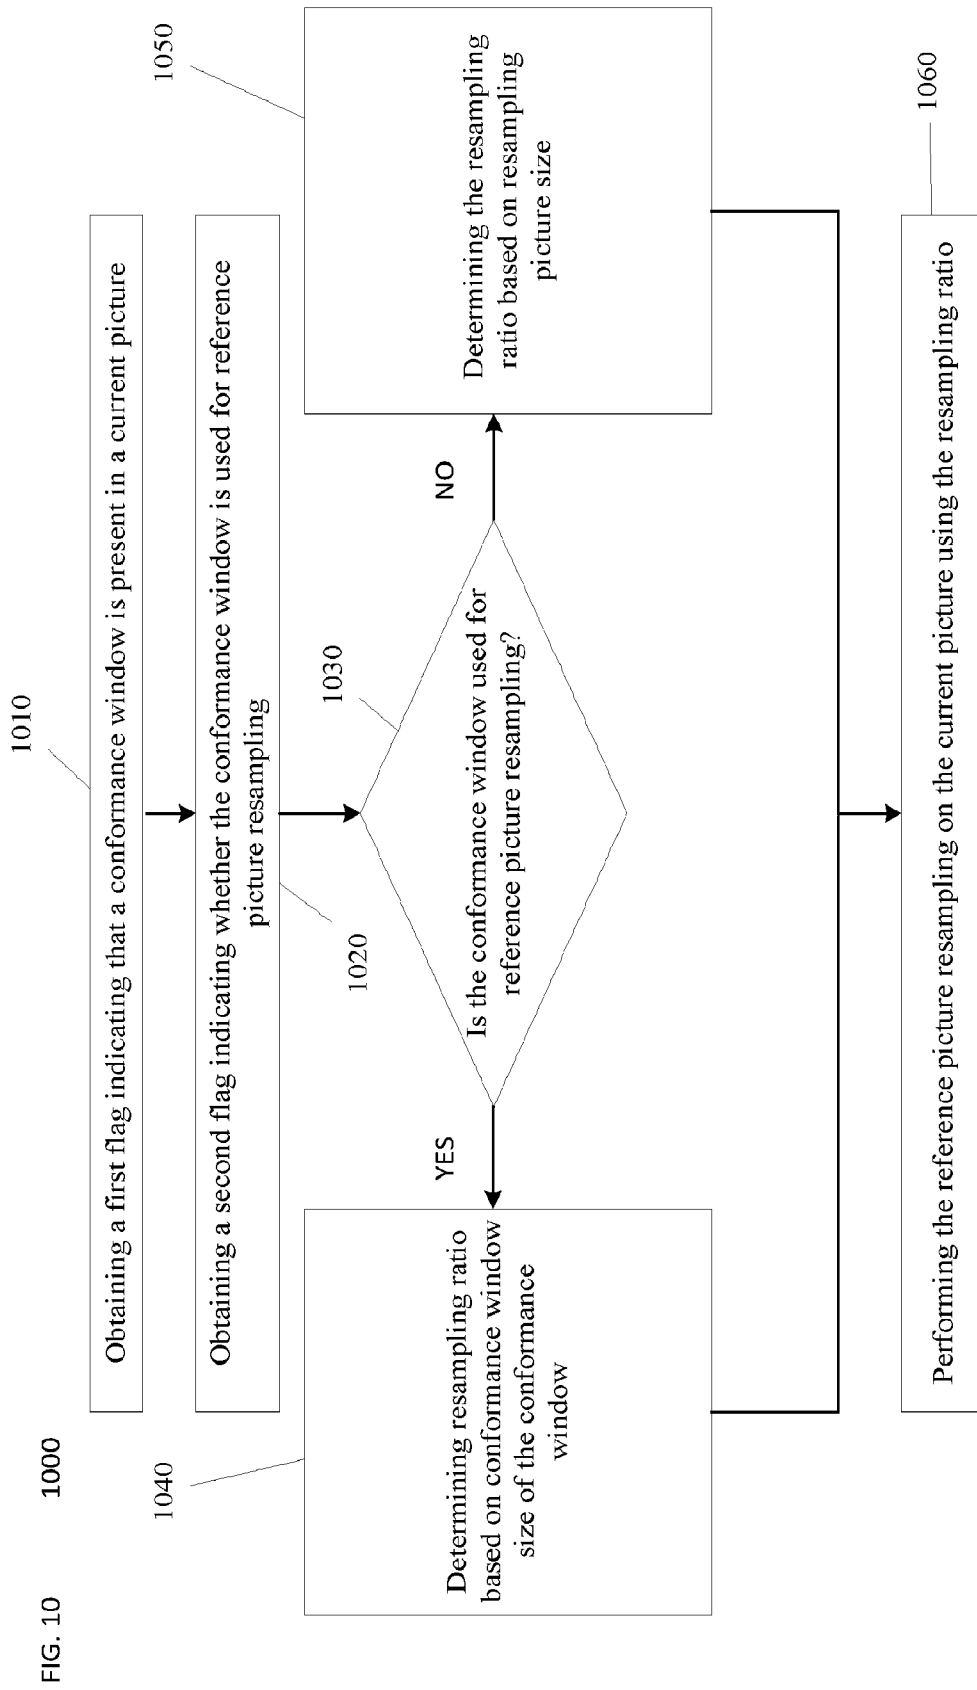 FIG. 10
1000
1010
Obtaining a first flag indicating that a conformance window is present in a current picture
Obtaining a second flag indicating whether the conformance window is used for reference
picture resampling
1020
1030
Is the conformance window used for
reference picture resampling?
YES
NO
1040
Determining resampling ratio
based on conformance window
size of the conformance
window
1050
Determining the resampling
ratio based on resampling
picture size
1060
Performing the reference picture resampling on the current picture using the resampling ratio